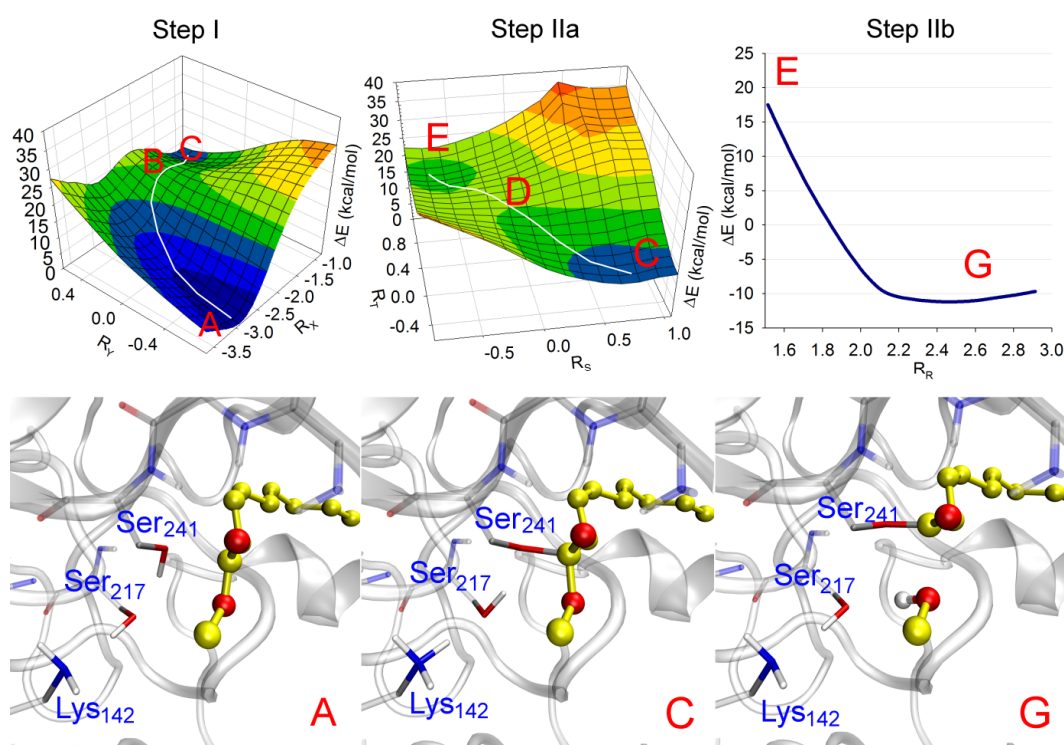 Step I
Step IIa
Step IIb
40
35
30
25
20
15
10
5
0
0.4
0.0
-0.4
R_Y
-3.5
-3.0
-2.5
-2.0
-1.5
-1.0
R_X
ΔE (kcal/mol)
A
B
C
40
35
30
25
20
15
10
5
0
0.8
0.4
0.0
-0.4
R_Y
-0.5
0.0
0.5
1.0
R_S
ΔE (kcal/mol)
E
D
C
25
20
15
10
5
0
-5
-10
-15
ΔE (kcal/mol)
1.6
1.8
2.0
2.2
2.4
2.6
2.8
3.0
R_R
E
G
Ser241
Ser217
Lys142
A
Ser241
Ser217
Lys142
C
Ser241
Ser217
Lys142
G